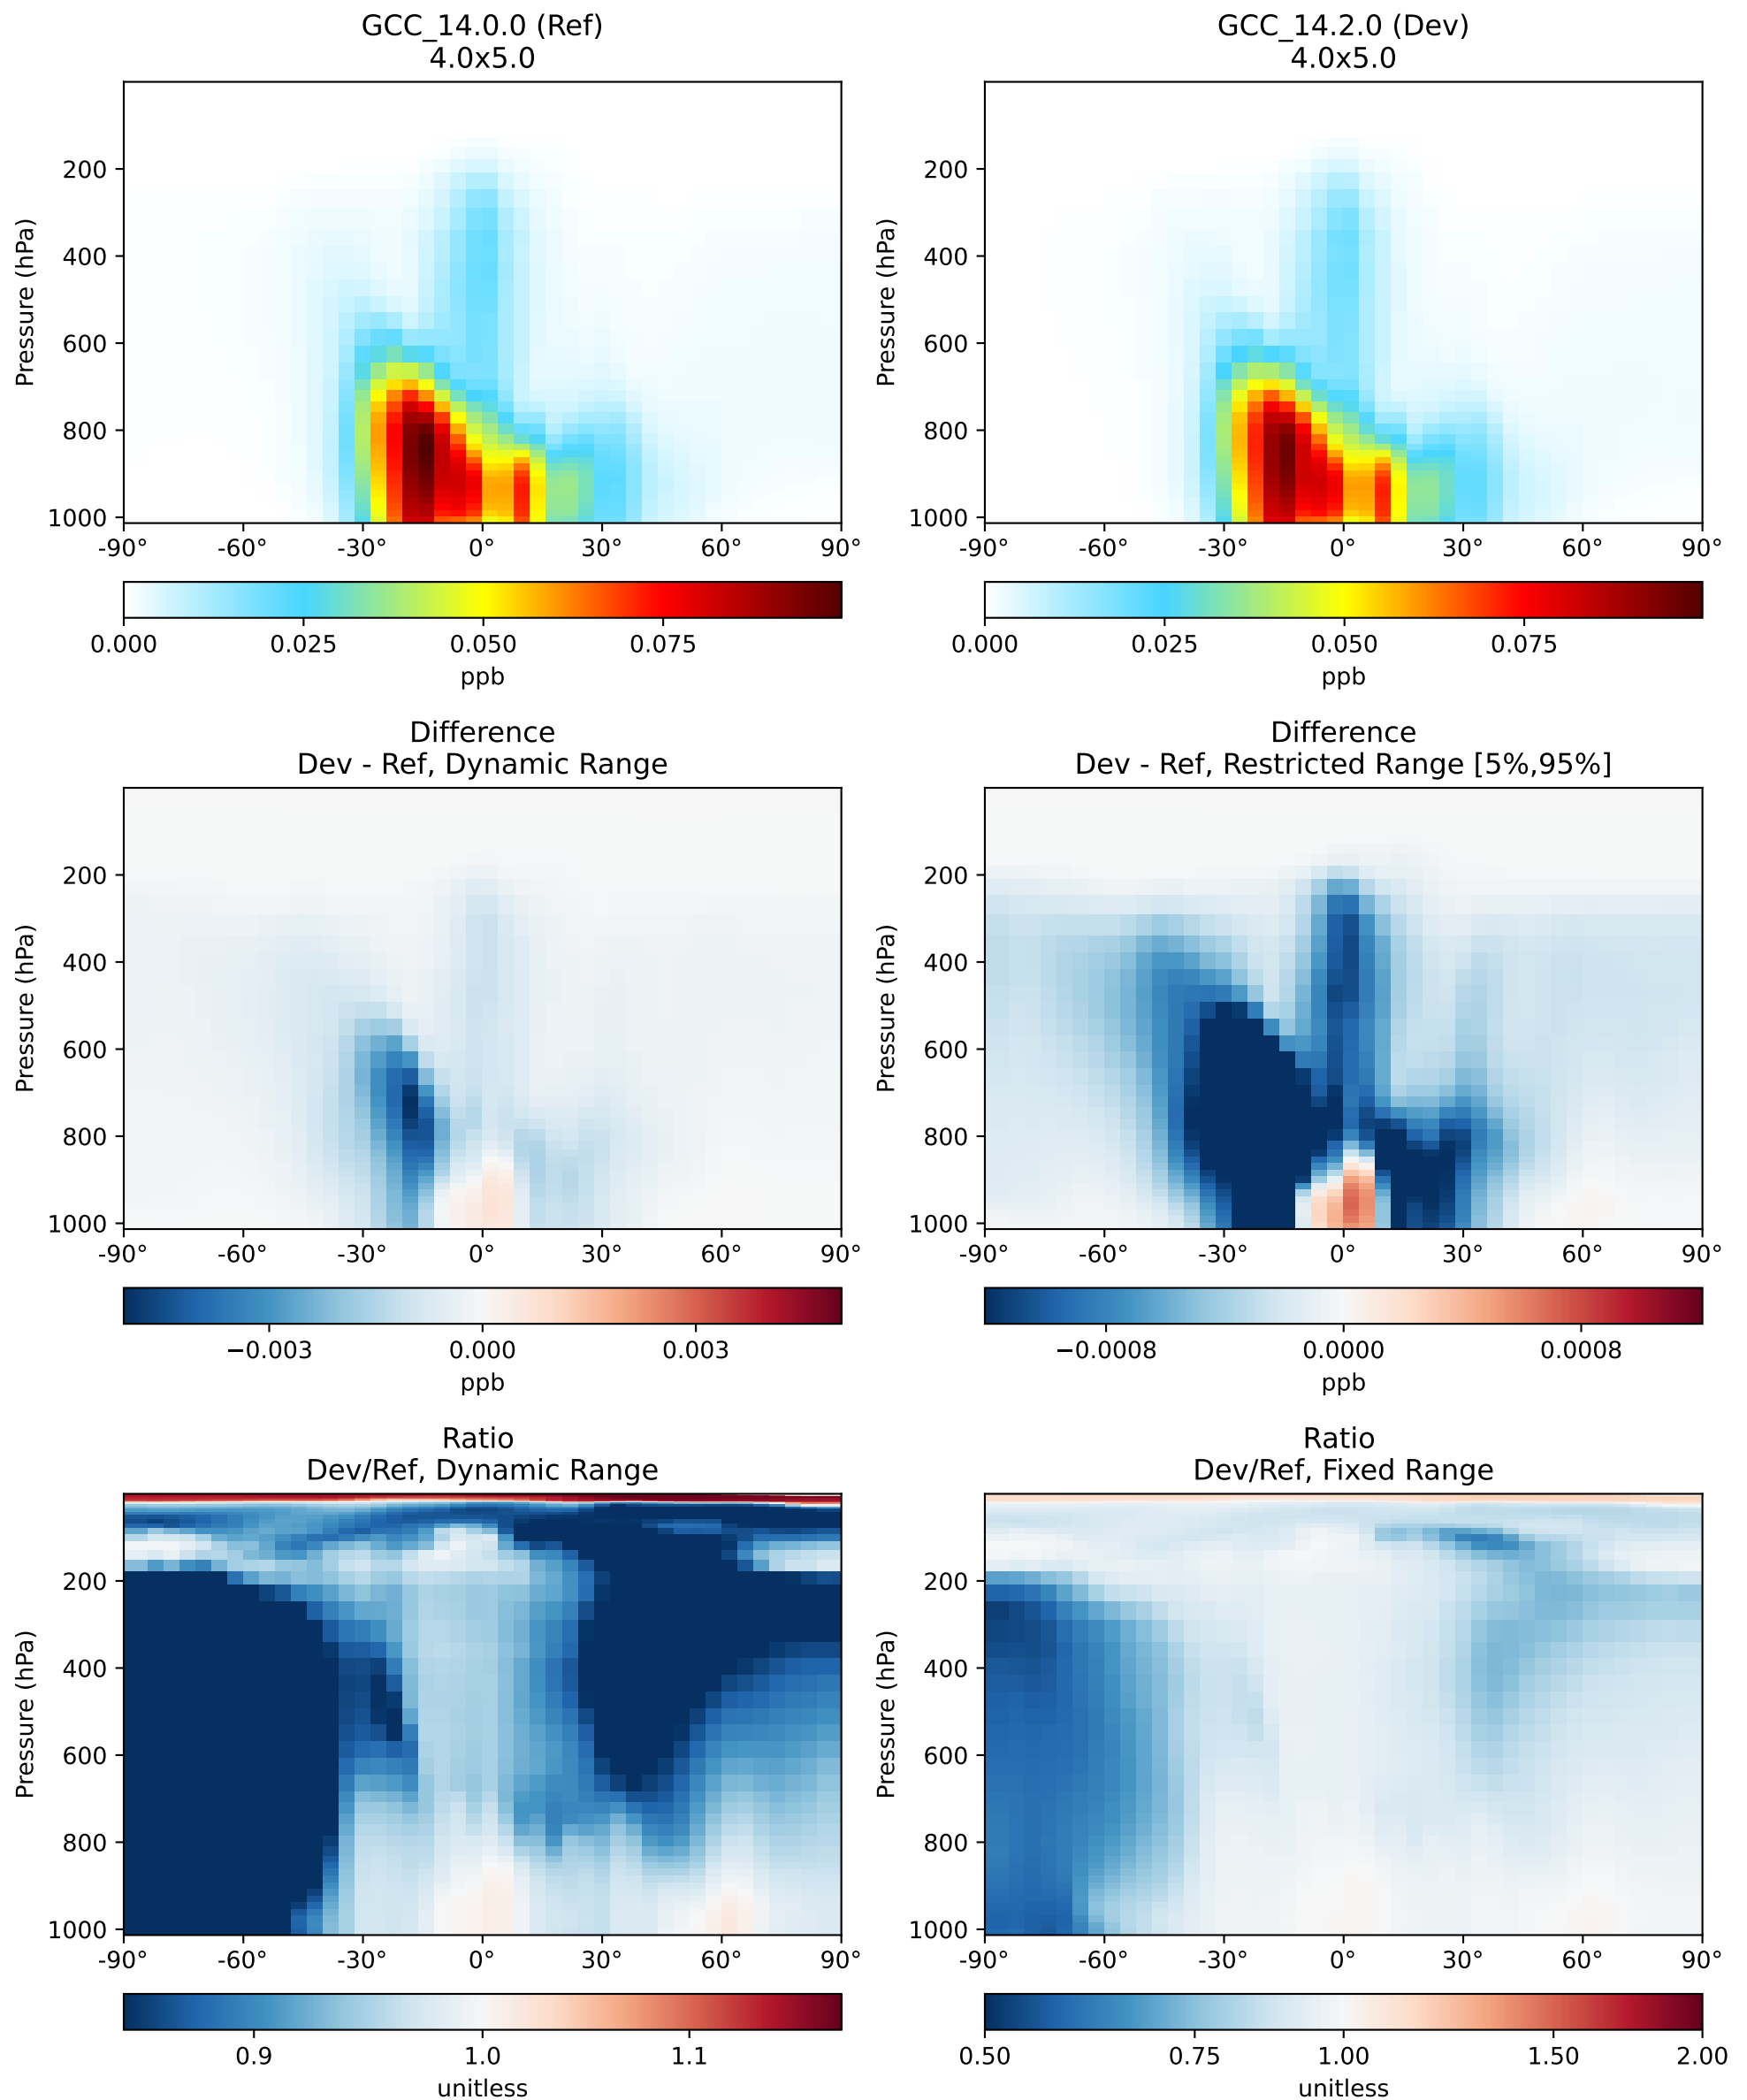 GCC_14.0.0 (Ref)
4.0x5.0
Pressure (hPa)
200
400
600
800
1000
-90° -60° -30° 0° 30° 60° 90°
0.000 0.025 0.050 0.075
ppb
GCC_14.2.0 (Dev)
4.0x5.0
Pressure (hPa)
200
400
600
800
1000
-90° -60° -30° 0° 30° 60° 90°
0.000 0.025 0.050 0.075
ppb
Difference
Dev - Ref, Dynamic Range
Pressure (hPa)
200
400
600
800
1000
-90° -60° -30° 0° 30° 60° 90°
−0.003 0.000 0.003
ppb
Difference
Dev - Ref, Restricted Range [5%,95%]
Pressure (hPa)
200
400
600
800
1000
-90° -60° -30° 0° 30° 60° 90°
−0.0008 0.0000 0.0008
ppb
Ratio
Dev/Ref, Dynamic Range
Pressure (hPa)
200
400
600
800
1000
-90° -60° -30° 0° 30° 60° 90°
0.9 1.0 1.1
unitless
Ratio
Dev/Ref, Fixed Range
Pressure (hPa)
200
400
600
800
1000
-90° -60° -30° 0° 30° 60° 90°
0.50 0.75 1.00 1.50 2.00
unitless